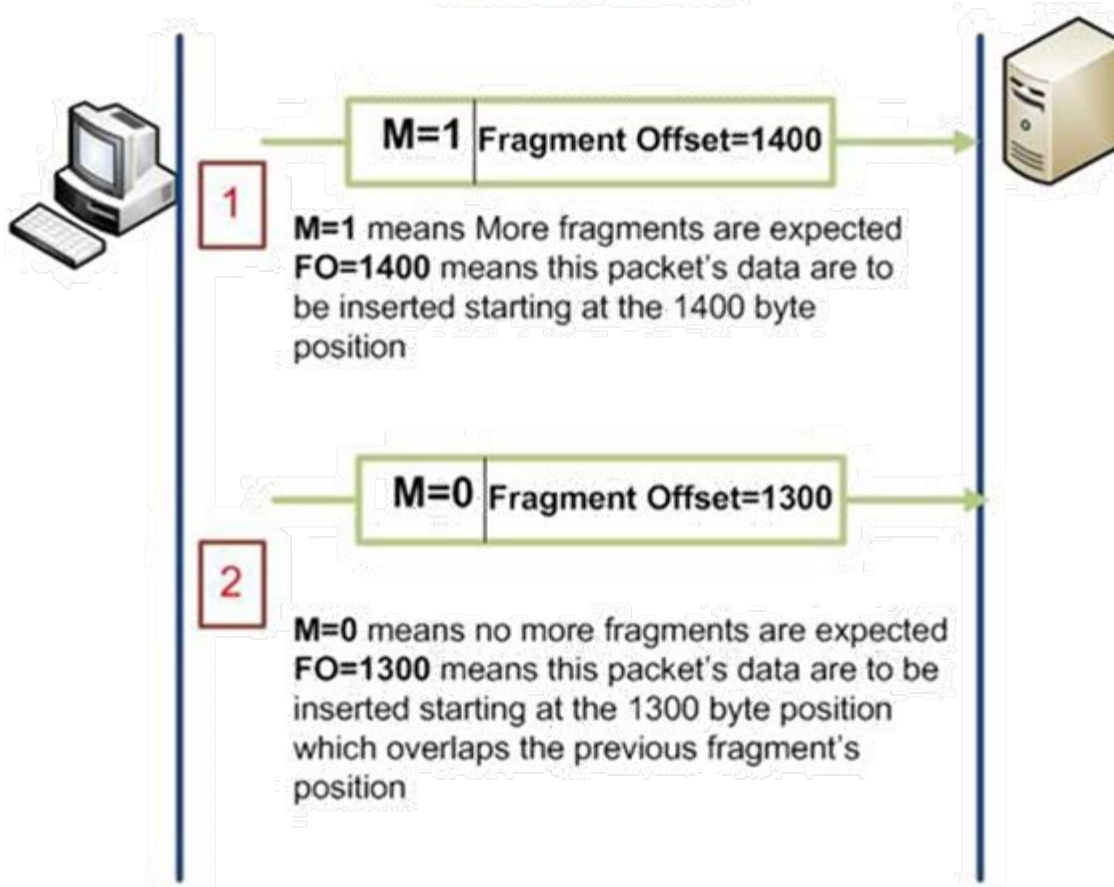 M=1 Fragment Offset=1400
1
M=1 means More fragments are expected
FO=1400 means this packet's data are to
be inserted starting at the 1400 byte
position
M=0 Fragment Offset=1300
2
M=0 means no more fragments are expected
FO=1300 means this packet's data are to be
inserted starting at the 1300 byte position
which overlaps the previous fragment's
position